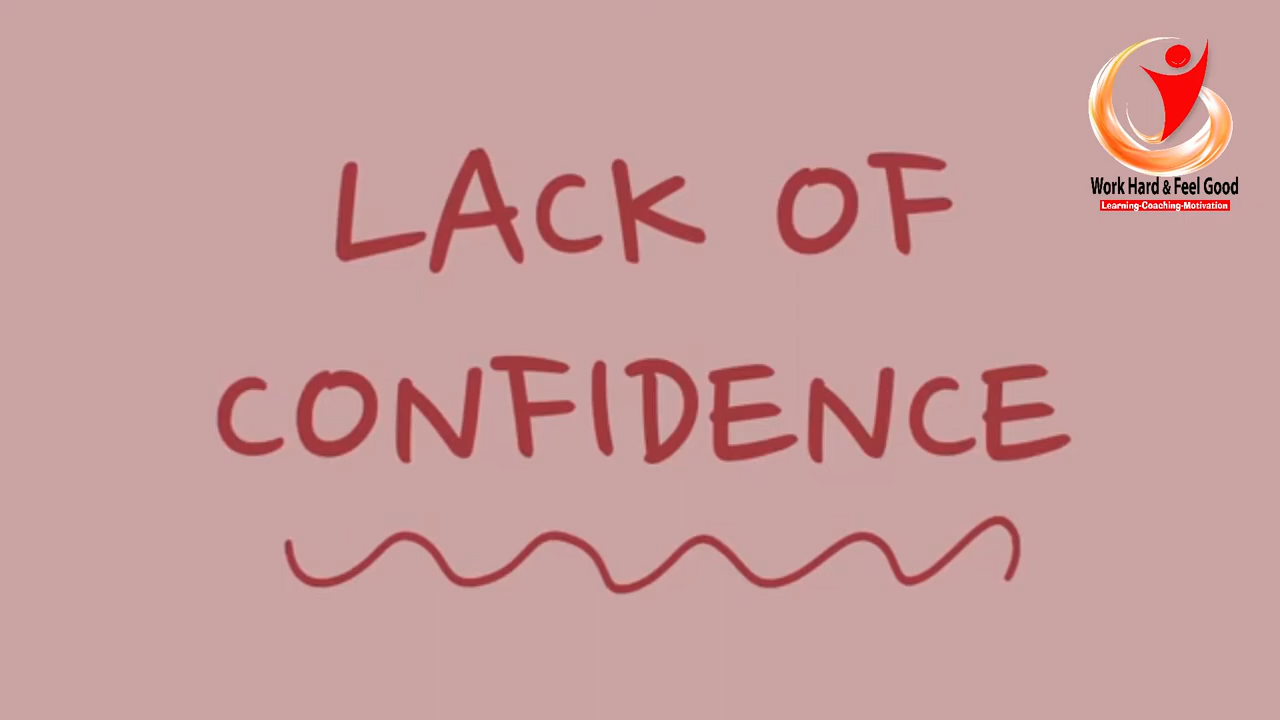 LACK OF
CONFIDENCE
Work Hard & Feel Good
Learning-Coaching-Motivation